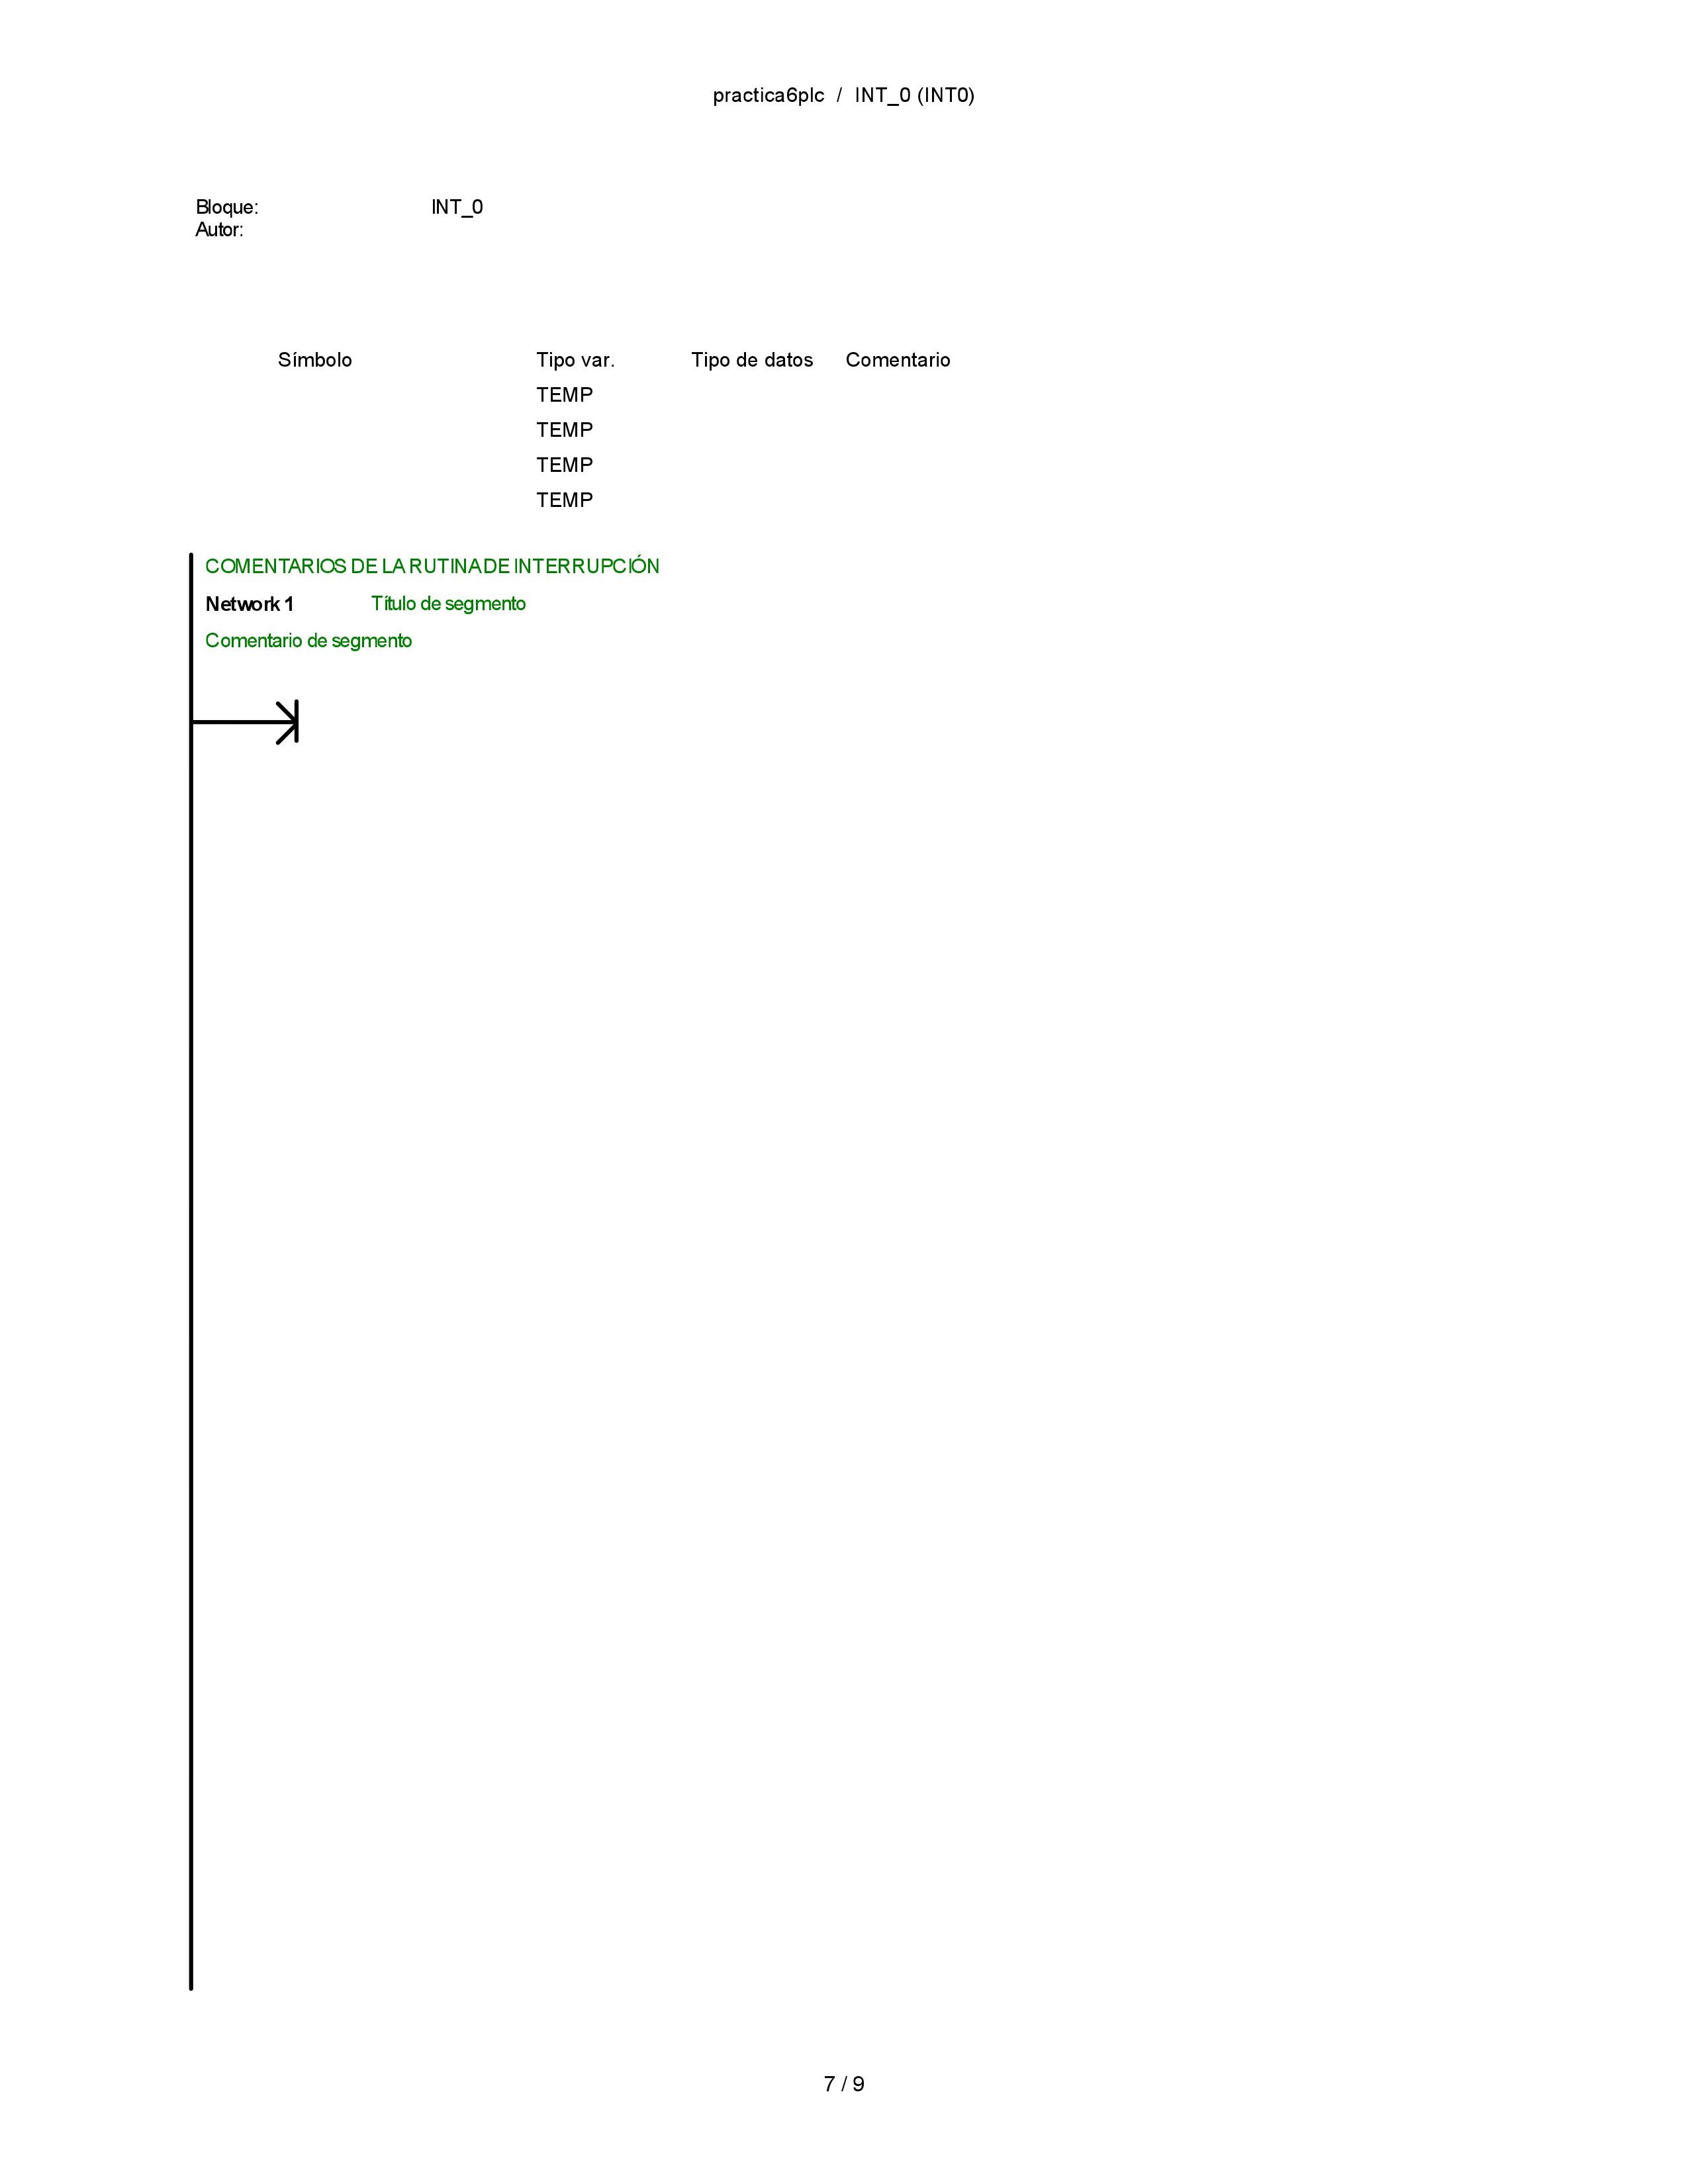 practica6plc / INT_0 (INT0)
Bloque: INT_0
Autor:
Símbolo Tipo var. Tipo de datos Comentario
TEMP
TEMP
TEMP
TEMP
COMENTARIOS DE LA RUTINA DE INTERRUPCIÓN
Network 1 Título de segmento
Comentario de segmento
7 / 9